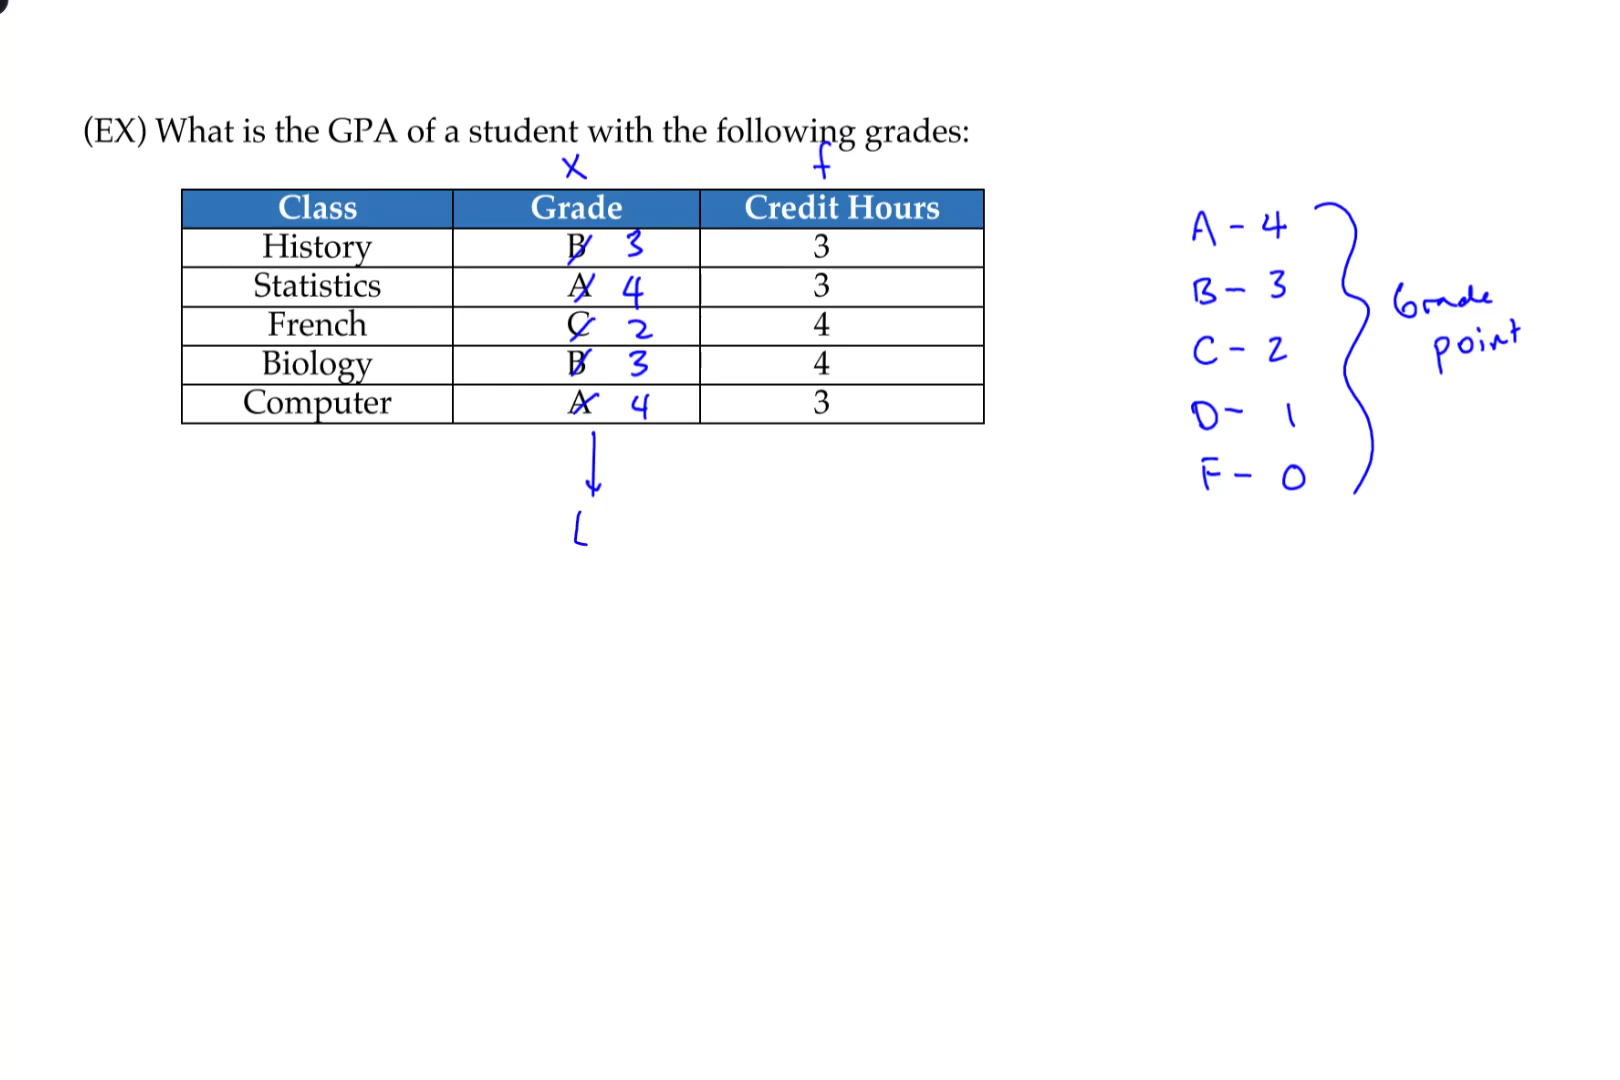 (EX) What is the GPA of a student with the following grades:
x f
Class Grade Credit Hours
History B 3 3
Statistics A 4 3
French C 2 4
Biology B 3 4
Computer A 4 3
L
A - 4
B - 3
C - 2
D - 1
F - 0
Grade
point